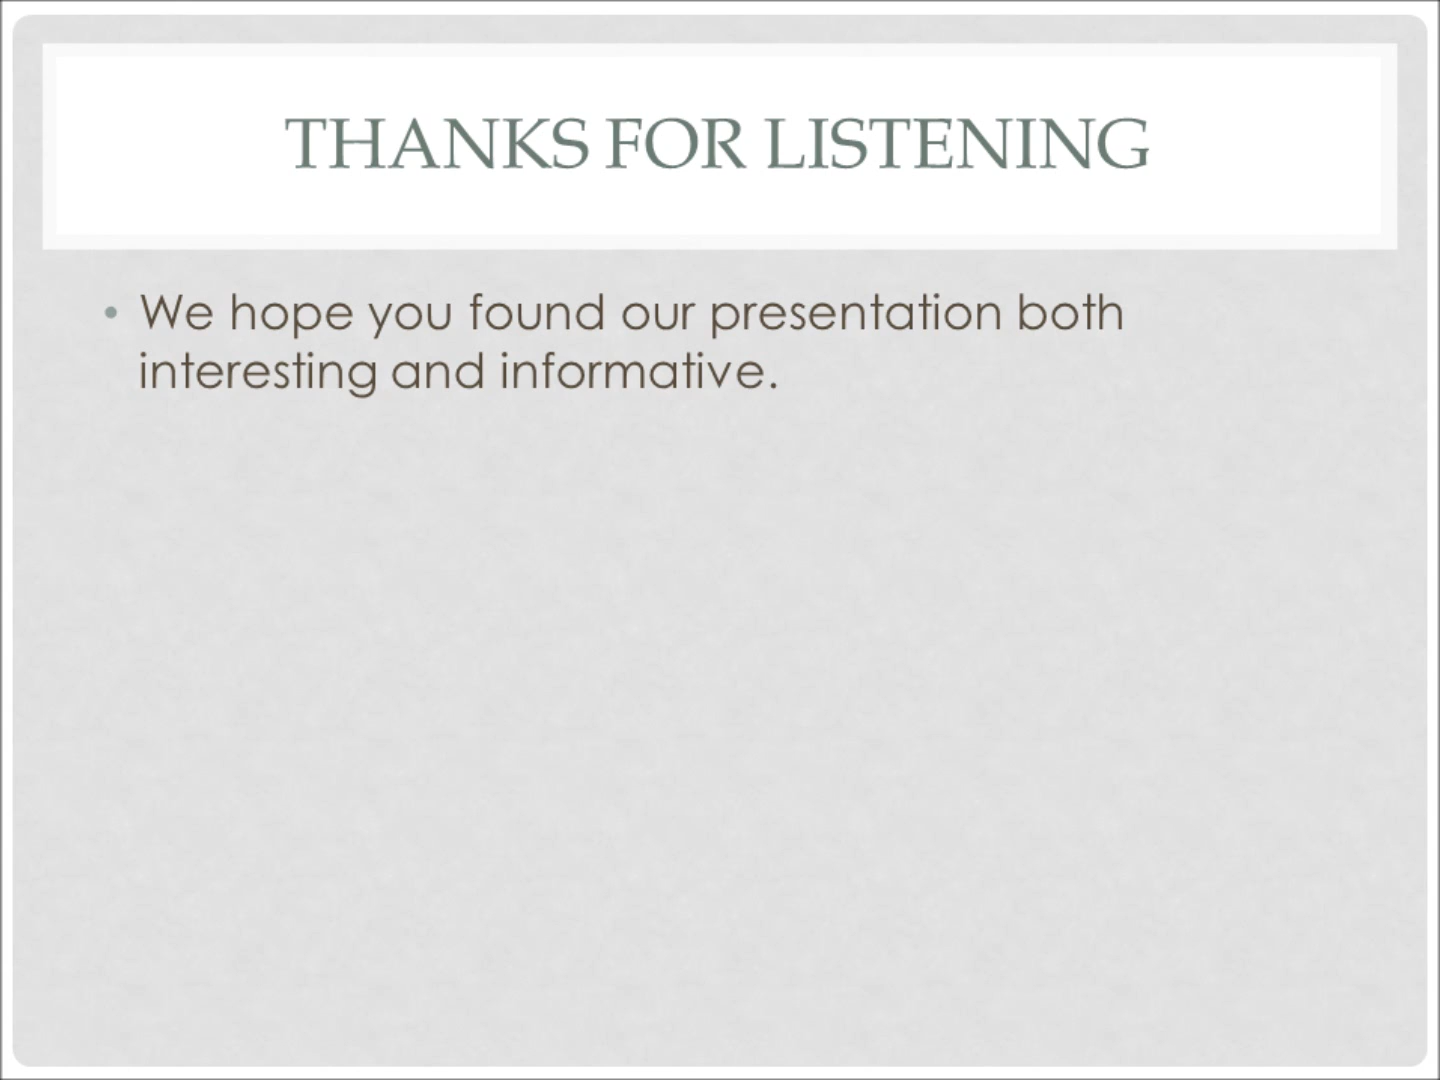 THANKS FOR LISTENING
• We hope you found our presentation both
interesting and informative.